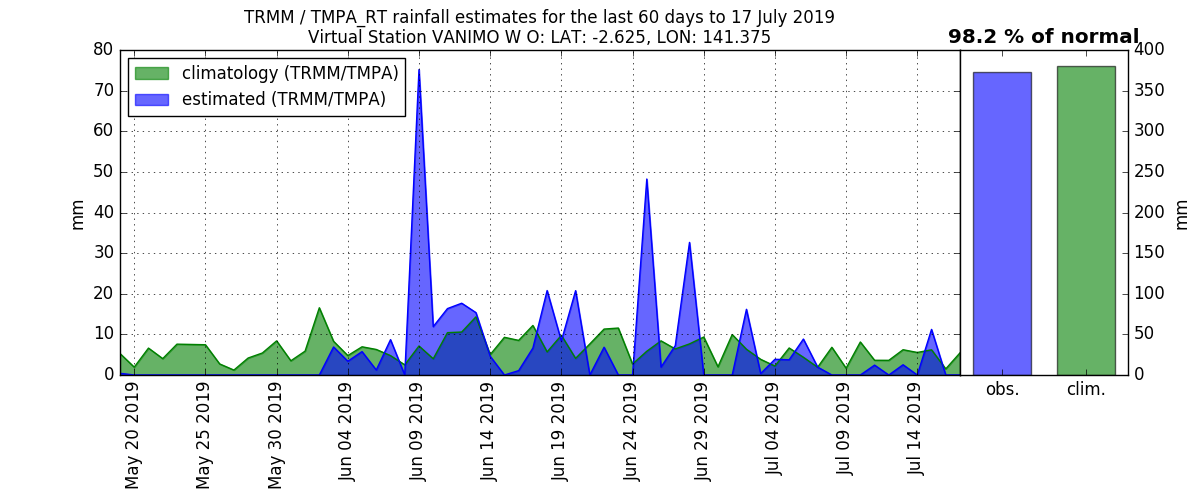 TRMM / TMPA_RT rainfall estimates for the last 60 days to 17 July 2019
Virtual Station VANIMO W O: LAT: -2.625, LON: 141.375
98.2 % of normal
climatology (TRMM/TMPA)
estimated (TRMM/TMPA)
80
70
60
50
40
30
20
10
0
mm
May 20 2019
May 25 2019
May 30 2019
Jun 04 2019
Jun 09 2019
Jun 14 2019
Jun 19 2019
Jun 24 2019
Jun 29 2019
Jul 04 2019
Jul 09 2019
Jul 14 2019
obs.
clim.
400
350
300
250
200
150
100
50
0
mm